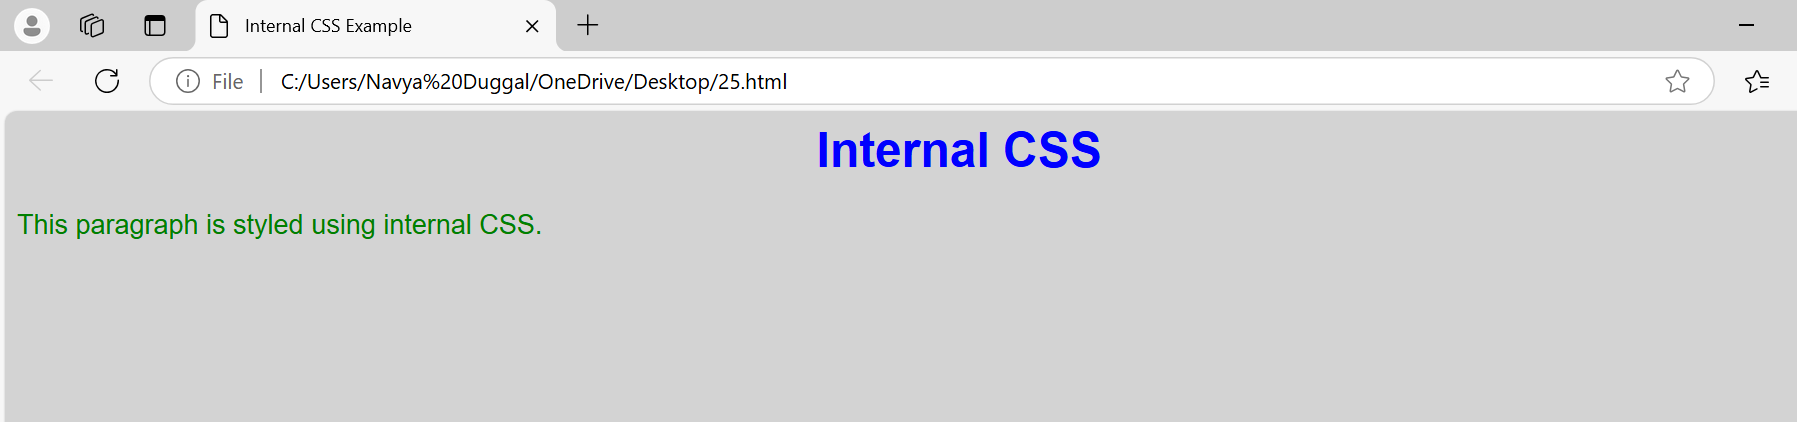 Internal CSS Example
File C:/Users/Navya%20Duggal/OneDrive/Desktop/25.html
Internal CSS
This paragraph is styled using internal CSS.